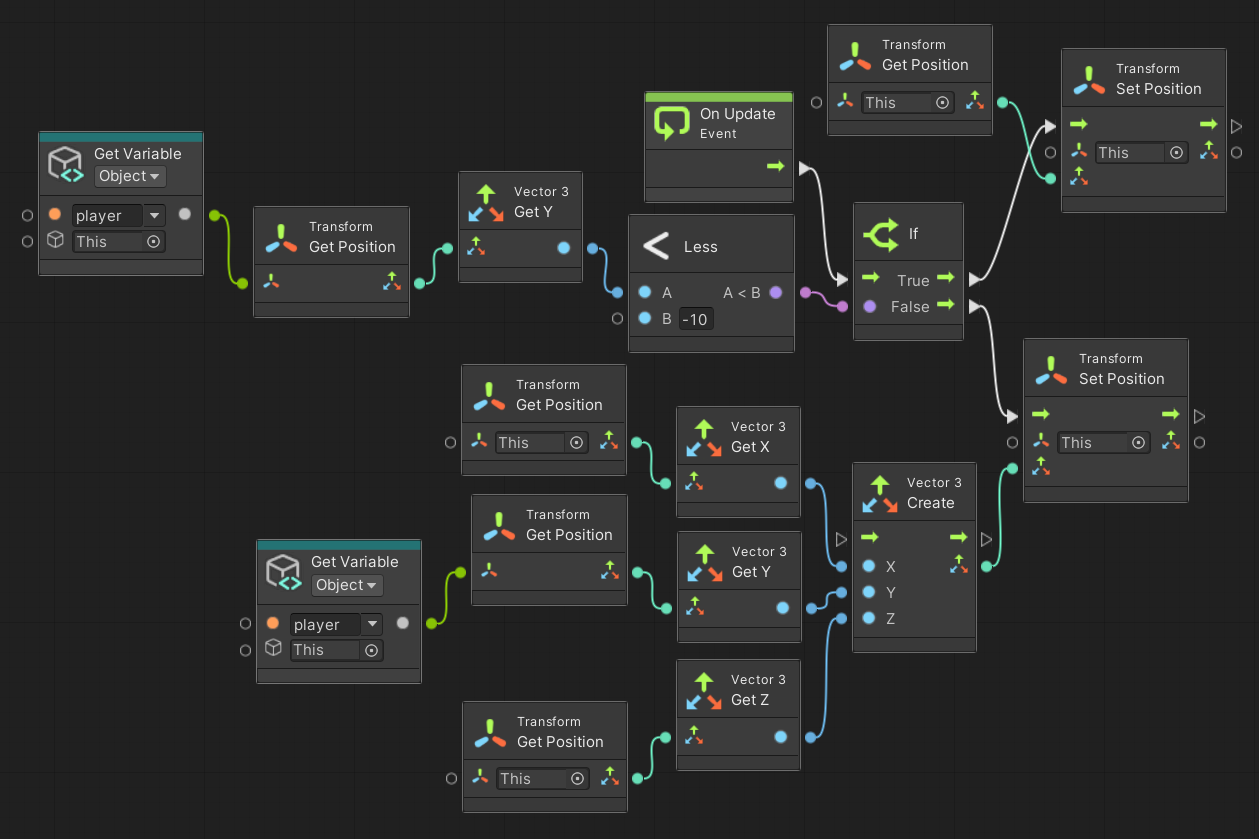 Transform
Get Position
This
Transform
Set Position
This
On Update
Event
Get Variable
Object
player
This
Transform
Get Position
Vector 3
Get Y
Less
A
A < B
B
-10
If
True
False
Transform
Set Position
This
Transform
Get Position
This
Vector 3
Get X
Transform
Get Position
Vector 3
Get Y
Vector 3
Create
X
Y
Z
Get Variable
Object
player
This
Vector 3
Get Z
Transform
Get Position
This